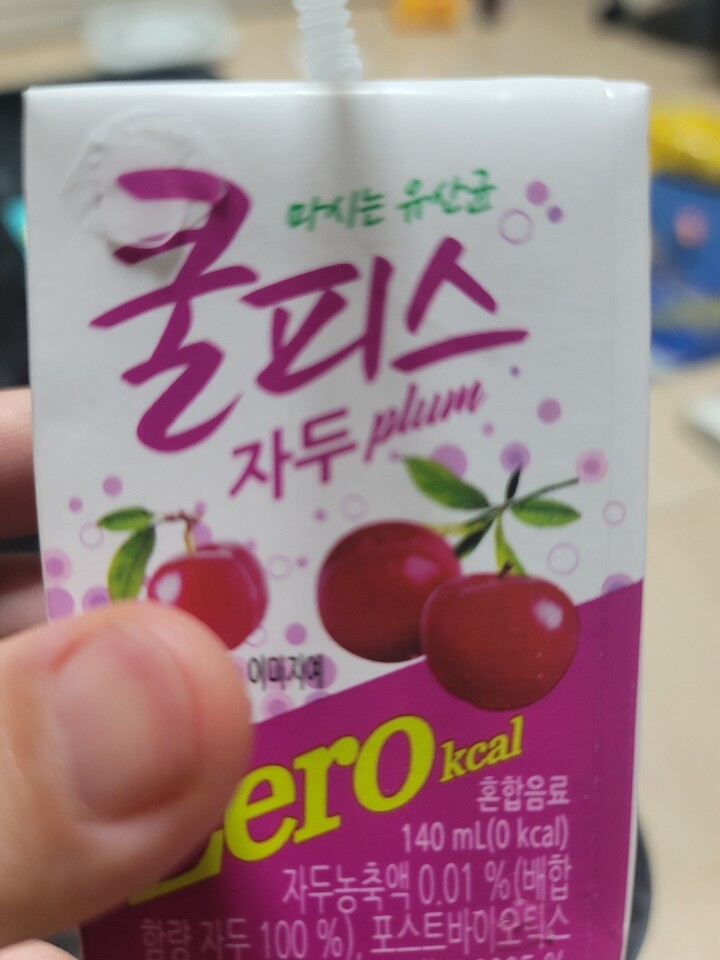 마시는 유산균
쿨피스
자두 plum
이미지예
Zero kcal
혼합음료
140 mL(0 kcal)
자두농축액 0.01 %(배합
함량 자두 100 %), 포스트바이오틱스